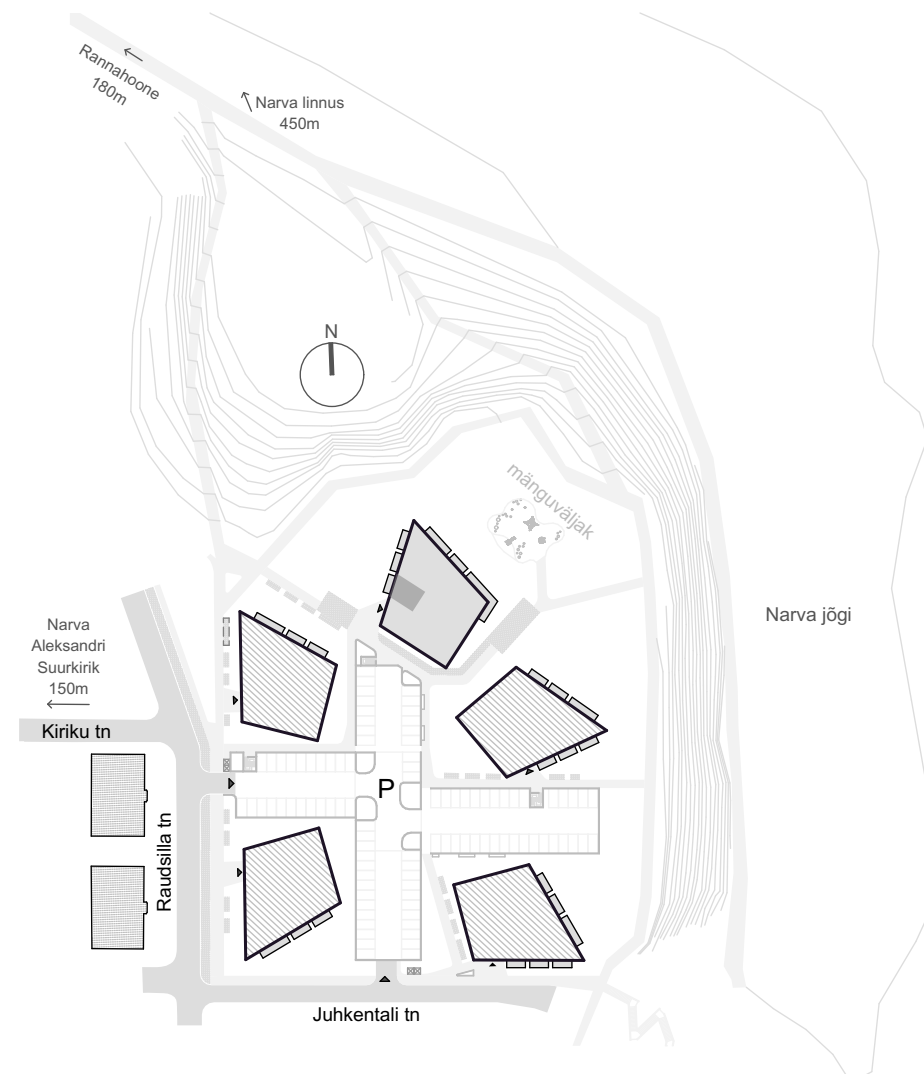 Rannahoone
180m
Narva linnus
450m
N
mänguväljak
Narva
Aleksandri
Suurkirik
150m
Narva jõgi
Kiriku tn
P
Raudsilla tn
Juhkentali tn